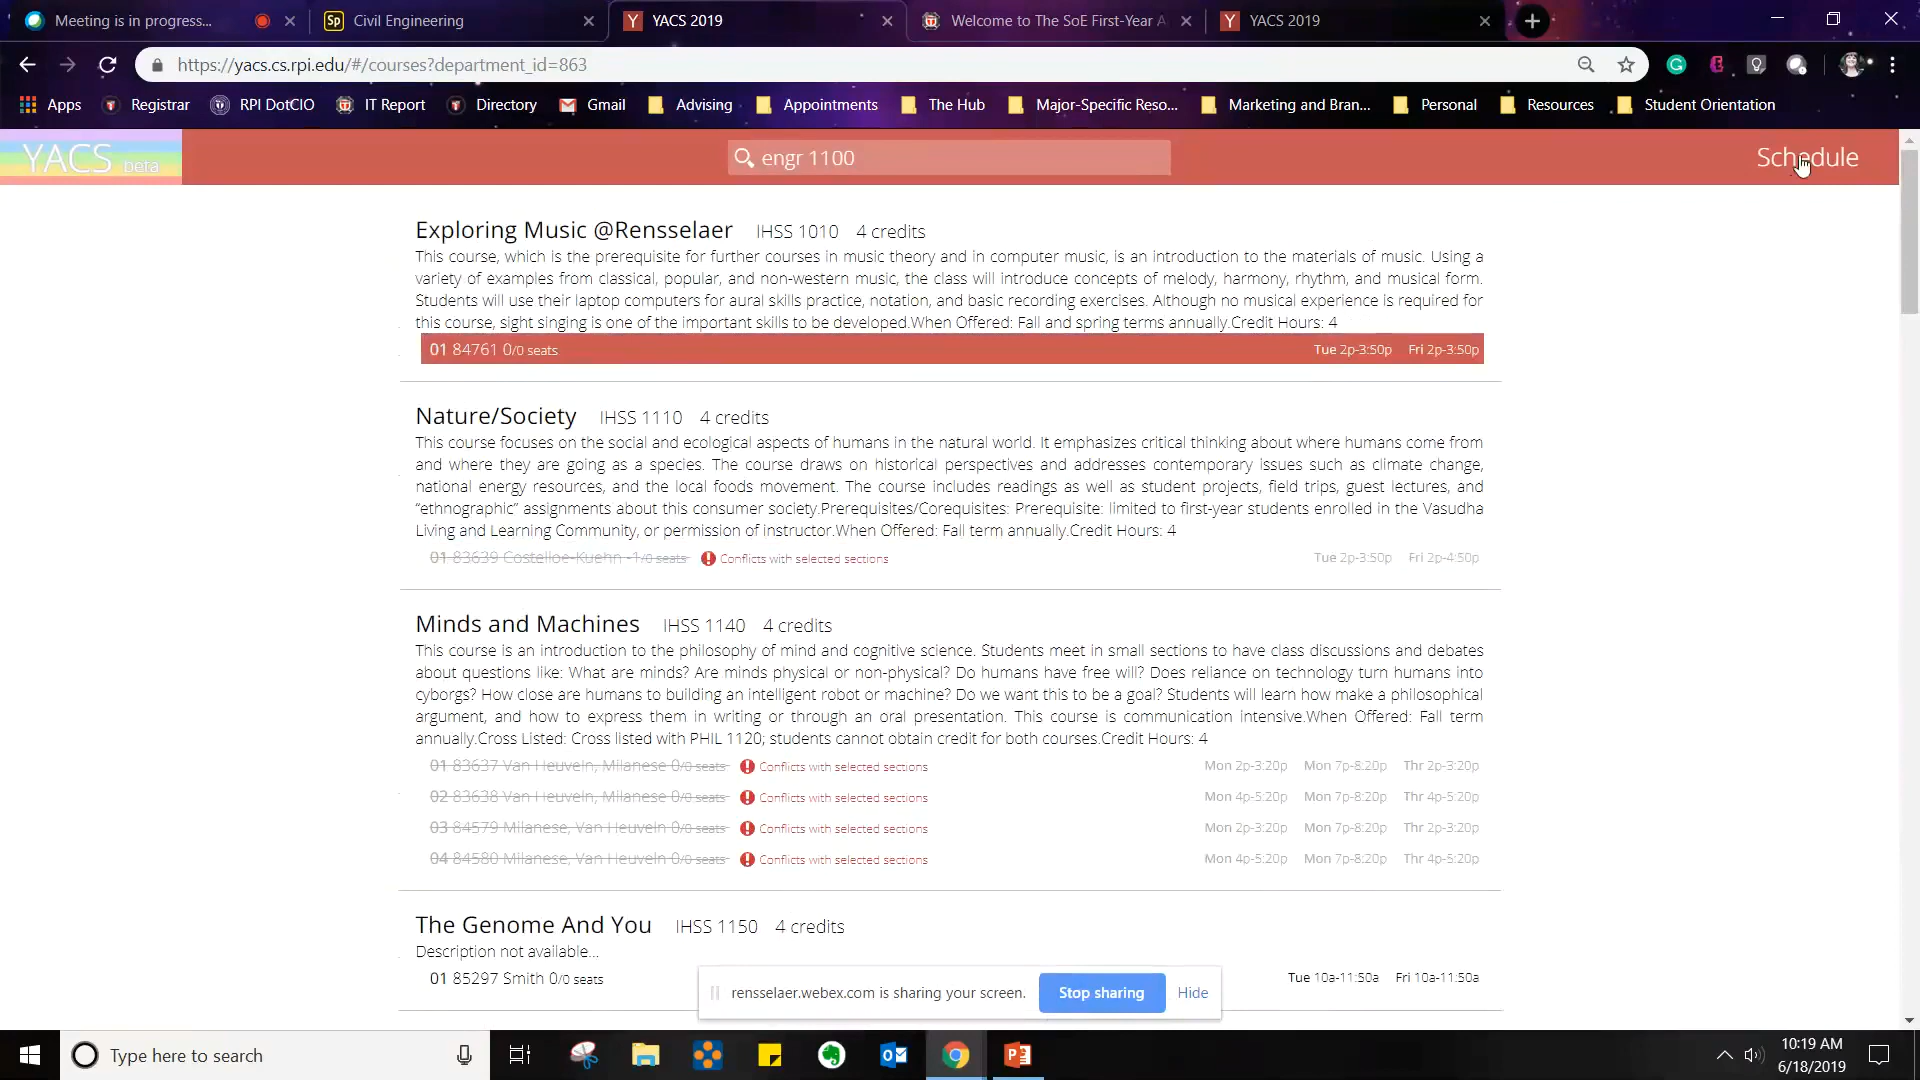 Meeting is in progress...
Civil Engineering
YACS 2019
Welcome to The SoE First-Year A
YACS 2019
https://yacs.cs.rpi.edu/#/courses?department_id=863
Apps Registrar RPI DotCIO IT Report Directory Gmail Advising Appointments The Hub Major-Specific Reso... Marketing and Bran... Personal Resources Student Orientation
YACS beta
engr 1100
Schedule
Exploring Music @Rensselaer IHSS 1010 4 credits
This course, which is the prerequisite for further courses in music theory and in computer music, is an introduction to the materials of music. Using a
variety of examples from classical, popular, and non-western music, the class will introduce concepts of melody, harmony, rhythm, and musical form.
Students will use their laptop computers for aural skills practice, notation, and basic recording exercises. Although no musical experience is required for
this course, sight singing is one of the important skills to be developed.When Offered: Fall and spring terms annually.Credit Hours: 4
01 84761 0/0 seats Tue 2p-3:50p Fri 2p-3:50p
Nature/Society IHSS 1110 4 credits
This course focuses on the social and ecological aspects of humans in the natural world. It emphasizes critical thinking about where humans come from
and where they are going as a species. The course draws on historical perspectives and addresses contemporary issues such as climate change,
national energy resources, and the local foods movement. The course includes readings as well as student projects, field trips, guest lectures, and
“ethnographic” assignments about this consumer society.Prerequisites/Corequisites: Prerequisite: limited to first-year students enrolled in the Vasudha
Living and Learning Community, or permission of instructor.When Offered: Fall term annually.Credit Hours: 4
01 83639 Costelloe-Kuehn -1/0 seats Conflicts with selected sections Tue 2p-3:50p Fri 2p-4:50p
Minds and Machines IHSS 1140 4 credits
This course is an introduction to the philosophy of mind and cognitive science. Students meet in small sections to have class discussions and debates
about questions like: What are minds? Are minds physical or non-physical? Do humans have free will? Does reliance on technology turn humans into
cyborgs? How close are humans to building an intelligent robot or machine? Do we want this to be a goal? Students will learn how make a philosophical
argument, and how to express them in writing or through an oral presentation. This course is communication intensive.When Offered: Fall term
annually.Cross Listed: Cross listed with PHIL 1120; students cannot obtain credit for both courses.Credit Hours: 4
01 83637 Van Heuveln, Milanese 0/0 seats Conflicts with selected sections Mon 2p-3:20p Mon 7p-8:20p Thr 2p-3:20p
02 83638 Van Heuveln, Milanese 0/0 seats Conflicts with selected sections Mon 4p-5:20p Mon 7p-8:20p Thr 4p-5:20p
03 84579 Milanese, Van Heuveln 0/0 seats Conflicts with selected sections Mon 2p-3:20p Mon 7p-8:20p Thr 2p-3:20p
04 84580 Milanese, Van Heuveln 0/0 seats Conflicts with selected sections Mon 4p-5:20p Mon 7p-8:20p Thr 4p-5:20p
The Genome And You IHSS 1150 4 credits
Description not available...
01 85297 Smith 0/0 seats Tue 10a-11:50a Fri 10a-11:50a
rensselaer.webex.com is sharing your screen. Stop sharing Hide
Type here to search
10:19 AM
6/18/2019